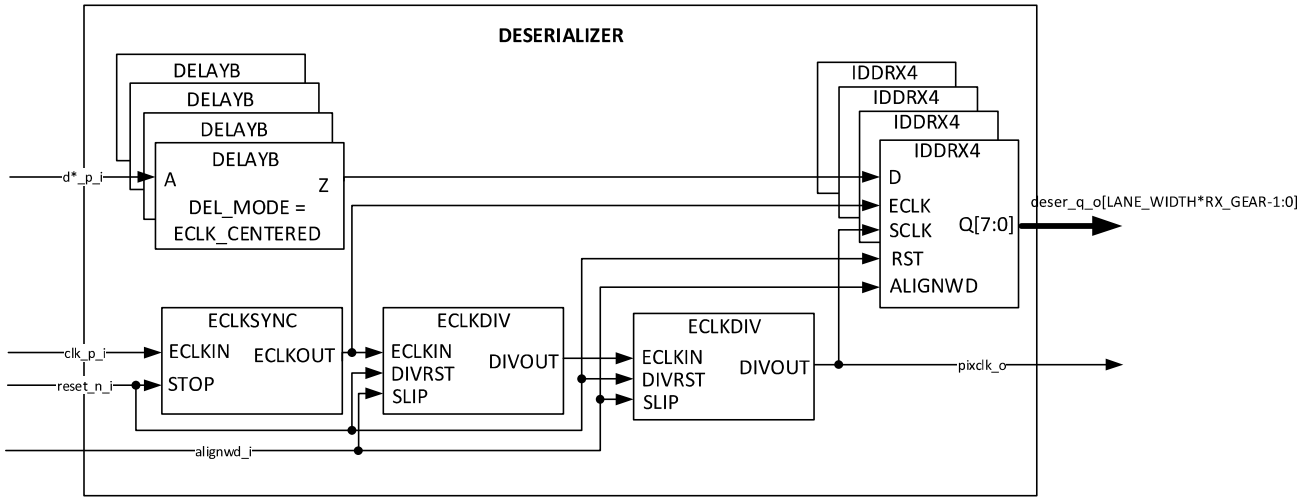 DESERIALIZER
DELAYB
DELAYB
DELAYB
DELAYB
A
Z
DEL_MODE =
ECLK_CENTERED
d*_p_i
IDDRX4
IDDRX4
IDDRX4
IDDRX4
D
ECLK
SCLK
Q[7:0]
RST
ALIGNWD
deser_q_o[LANE_WIDTH*RX_GEAR-1:0]
ECLKSYNC
ECLKIN
ECLKOUT
STOP
clk_p_i
reset_n_i
alignwd_i
ECLKDIV
ECLKIN
DIVOUT
DIVRST
SLIP
ECLKDIV
ECLKIN
DIVOUT
DIVRST
SLIP
pixclk_o